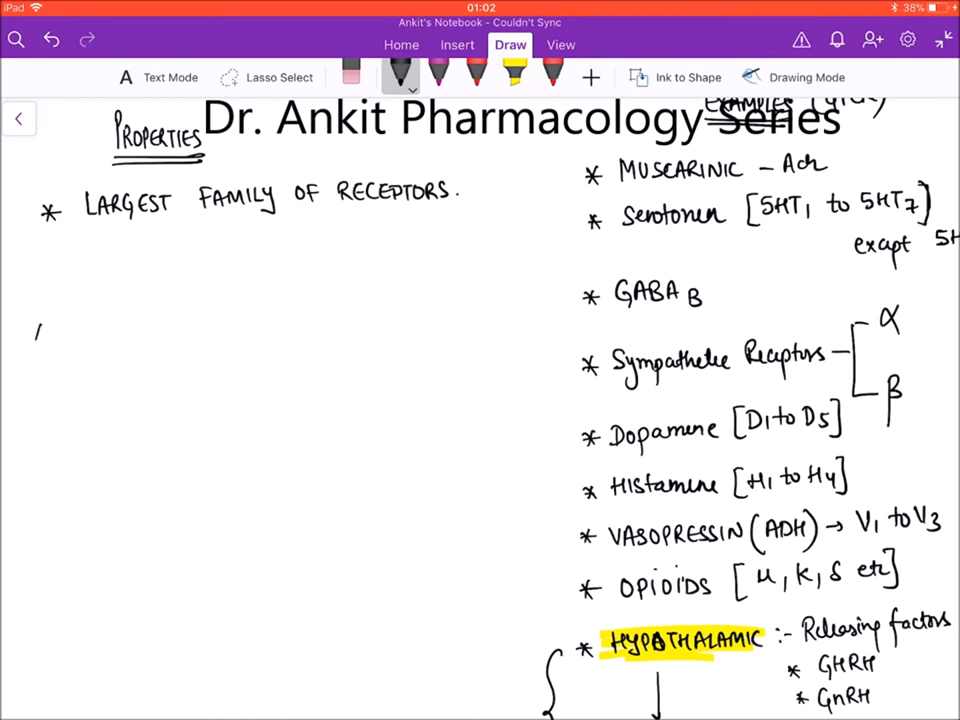 iPad 01:02 38%
Ankit's Notebook - Couldn't Sync
Home Insert Draw View
A Text Mode Lasso Select Ink to Shape Drawing Mode
Dr. Ankit Pharmacology Series
PROPERTIES
* LARGEST FAMILY OF RECEPTORS.
EXAMPLES
* MUSCARINIC - Ach
* Serotonin [5HT1 to 5HT7]
except 5H
* GABA B
* Sympathetic Receptors α
β
* Dopamine [D1 to D5]
* Histamine [H1 to H4]
* VASOPRESSIN (ADH) → V1 to V3
* OPIOIDS [μ, K, δ etc]
* HYPOTHALAMIC :- Releasing factors
* GHRH
* GnRH